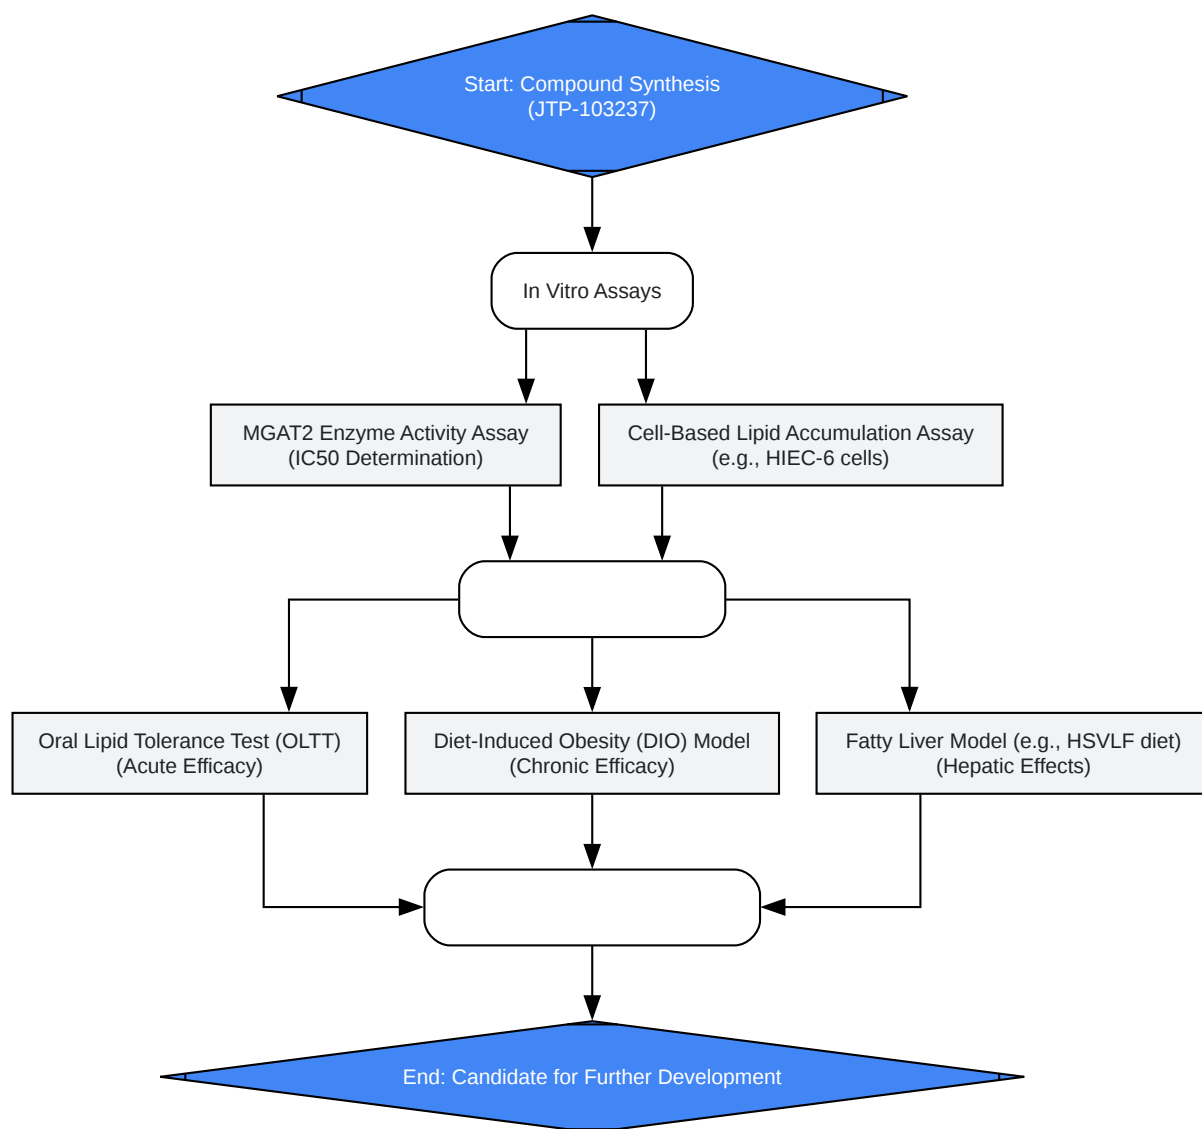 Start: Compound Synthesis
(JTP-103237)
In Vitro Assays
MGAT2 Enzyme Activity Assay
(IC50 Determination)
Cell-Based Lipid Accumulation Assay
(e.g., HIEC-6 cells)
Oral Lipid Tolerance Test (OLTT)
(Acute Efficacy)
Diet-Induced Obesity (DIO) Model
(Chronic Efficacy)
Fatty Liver Model (e.g., HSVLF diet)
(Hepatic Effects)
End: Candidate for Further Development